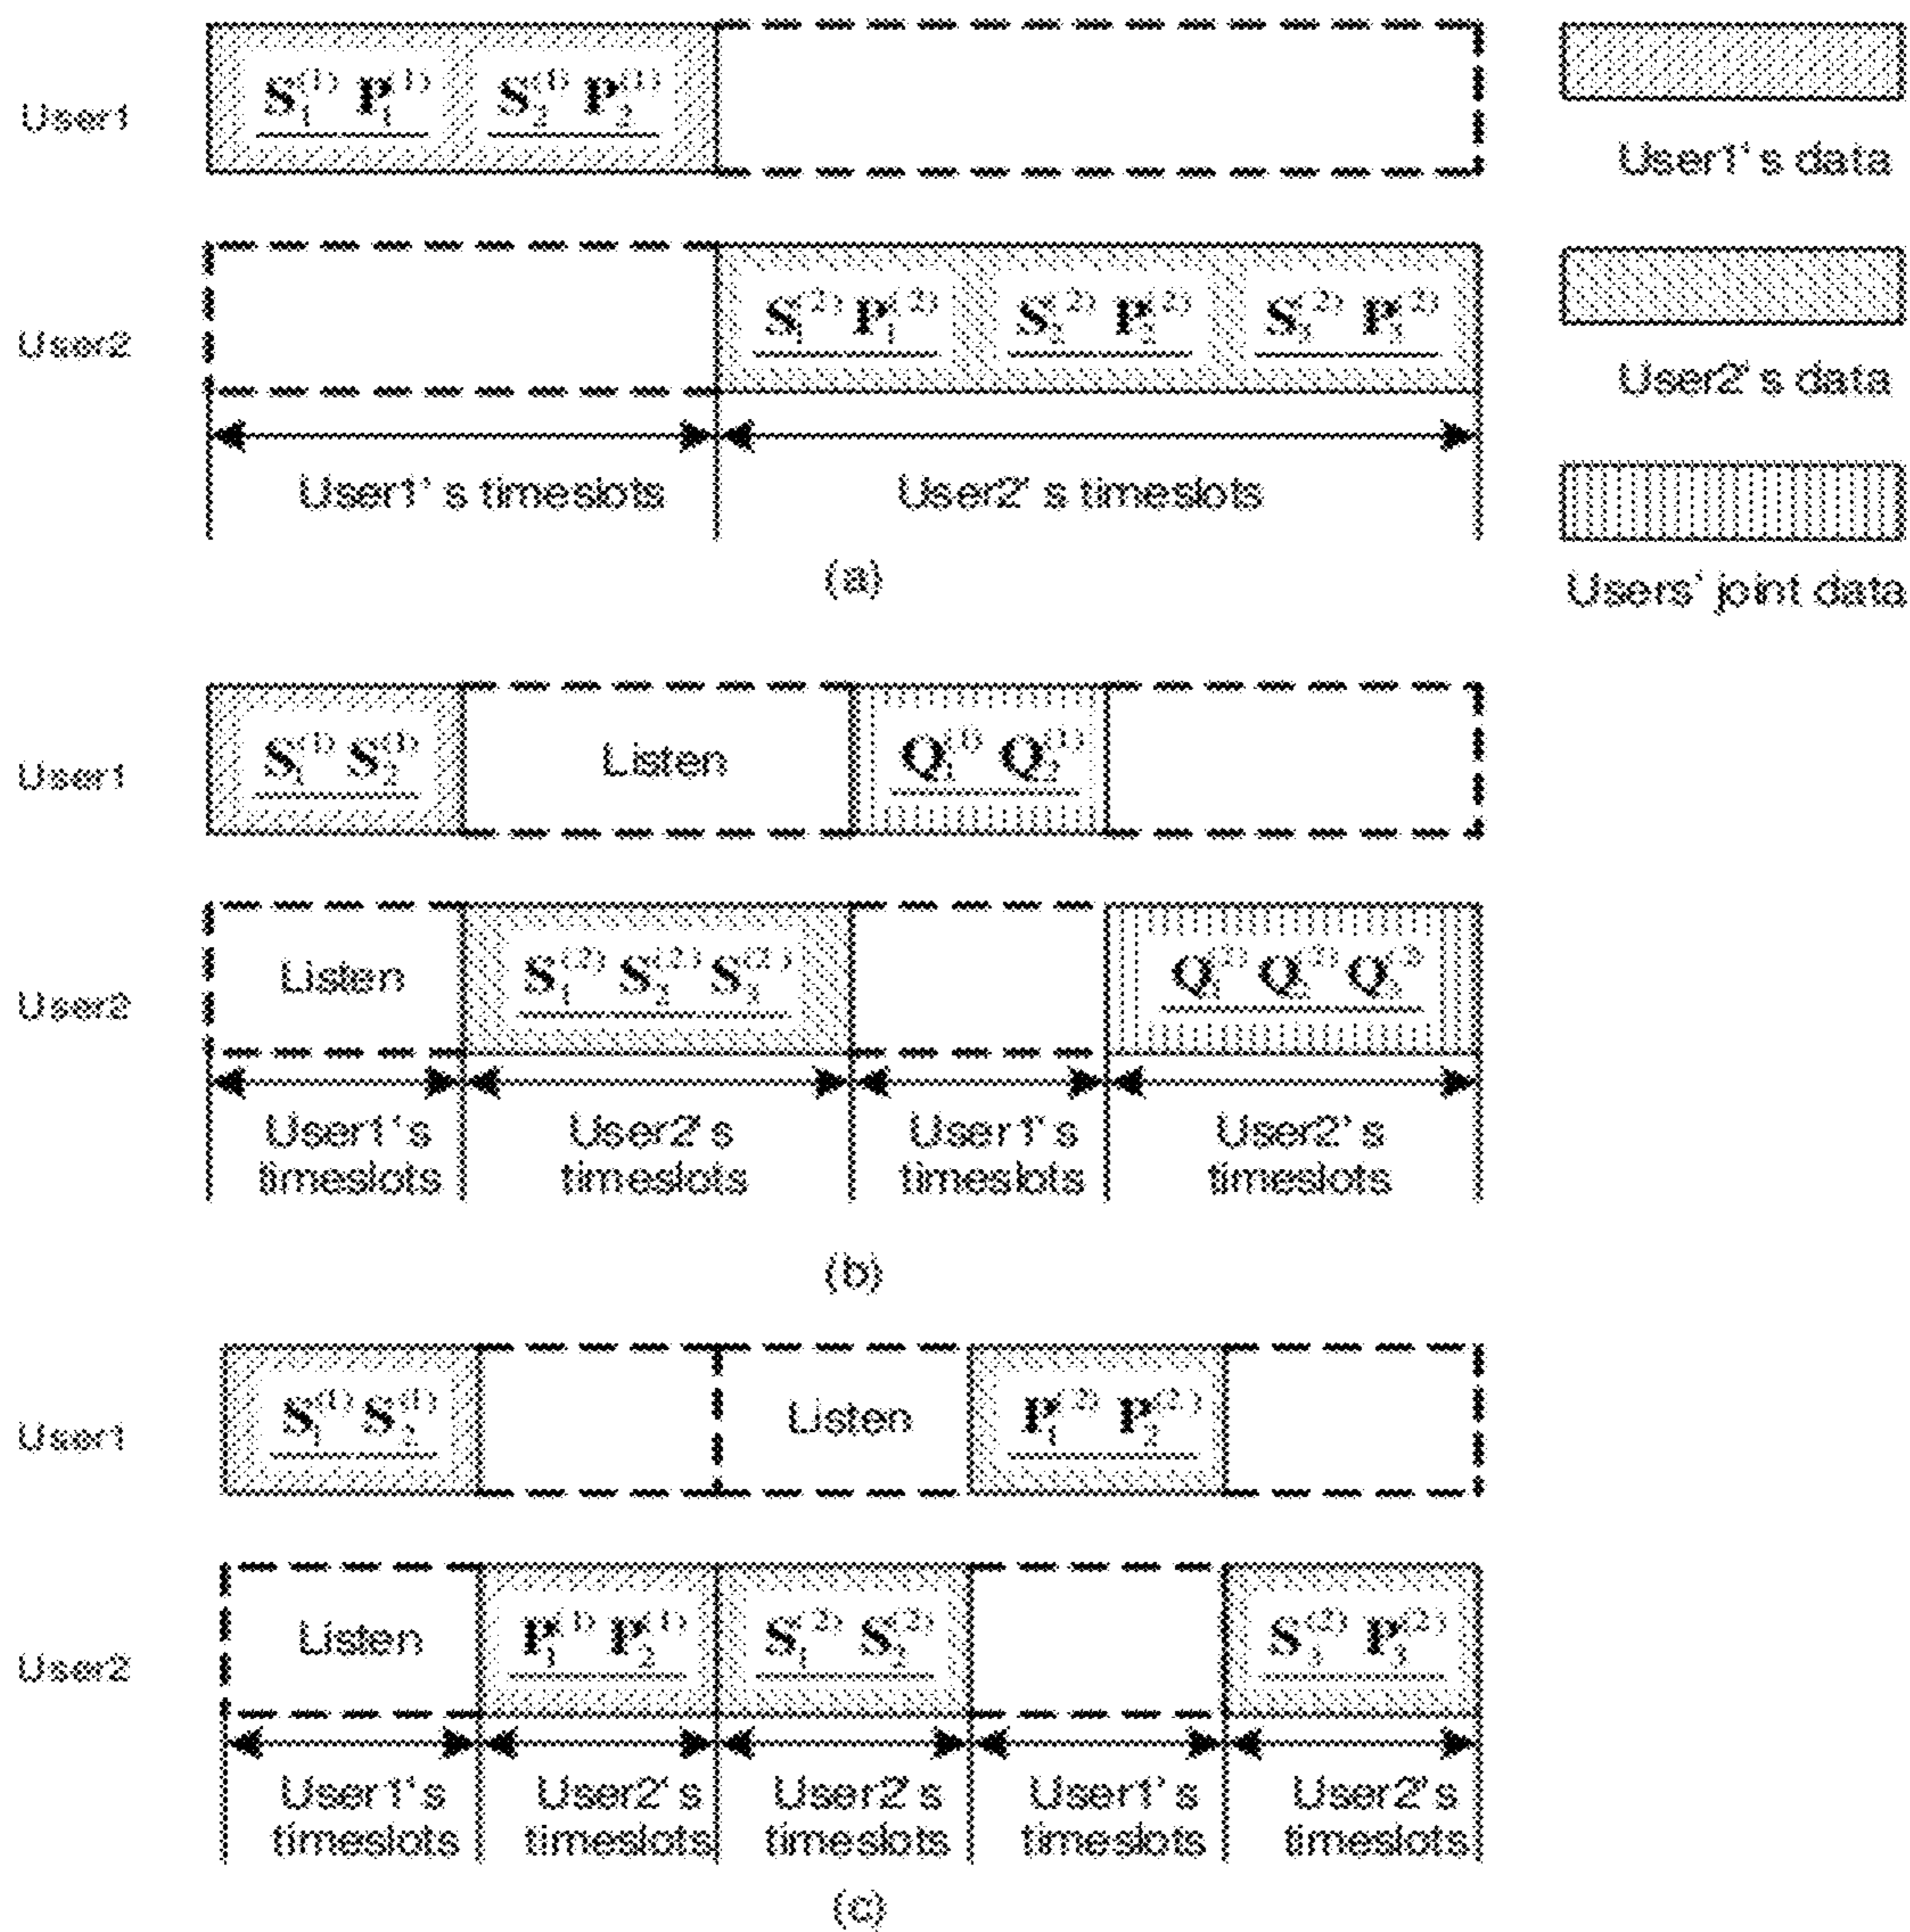 User1
S₁⁽¹⁾ P₁⁽¹⁾ S₂⁽¹⁾ P₂⁽¹⁾
User1's data
User2
S₁⁽²⁾ P₁⁽²⁾ S₂⁽²⁾ P₂⁽²⁾ S₃⁽²⁾ P₃⁽²⁾
User2's data
User1's timeslots User2's timeslots
(a)
Users' joint data
User1
S₁⁽¹⁾ S₂⁽¹⁾ Listen Q₁⁽¹⁾ Q₂⁽¹⁾
User2
Listen S₁⁽²⁾ S₂⁽²⁾ S₃⁽²⁾ Q₁⁽²⁾ Q₂⁽²⁾ Q₃⁽²⁾
User1's User2's User1's User2's
timeslots timeslots timeslots timeslots
(b)
User1
S₁⁽¹⁾ S₂⁽¹⁾ Listen P₁⁽²⁾ P₂⁽²⁾
User2
Listen P₁⁽¹⁾ P₂⁽¹⁾ S₁⁽²⁾ S₂⁽²⁾ S₃⁽²⁾ P₃⁽²⁾
User1's User2's User2's User1's User2's
timeslots timeslots timeslots timeslots timeslots
(c)